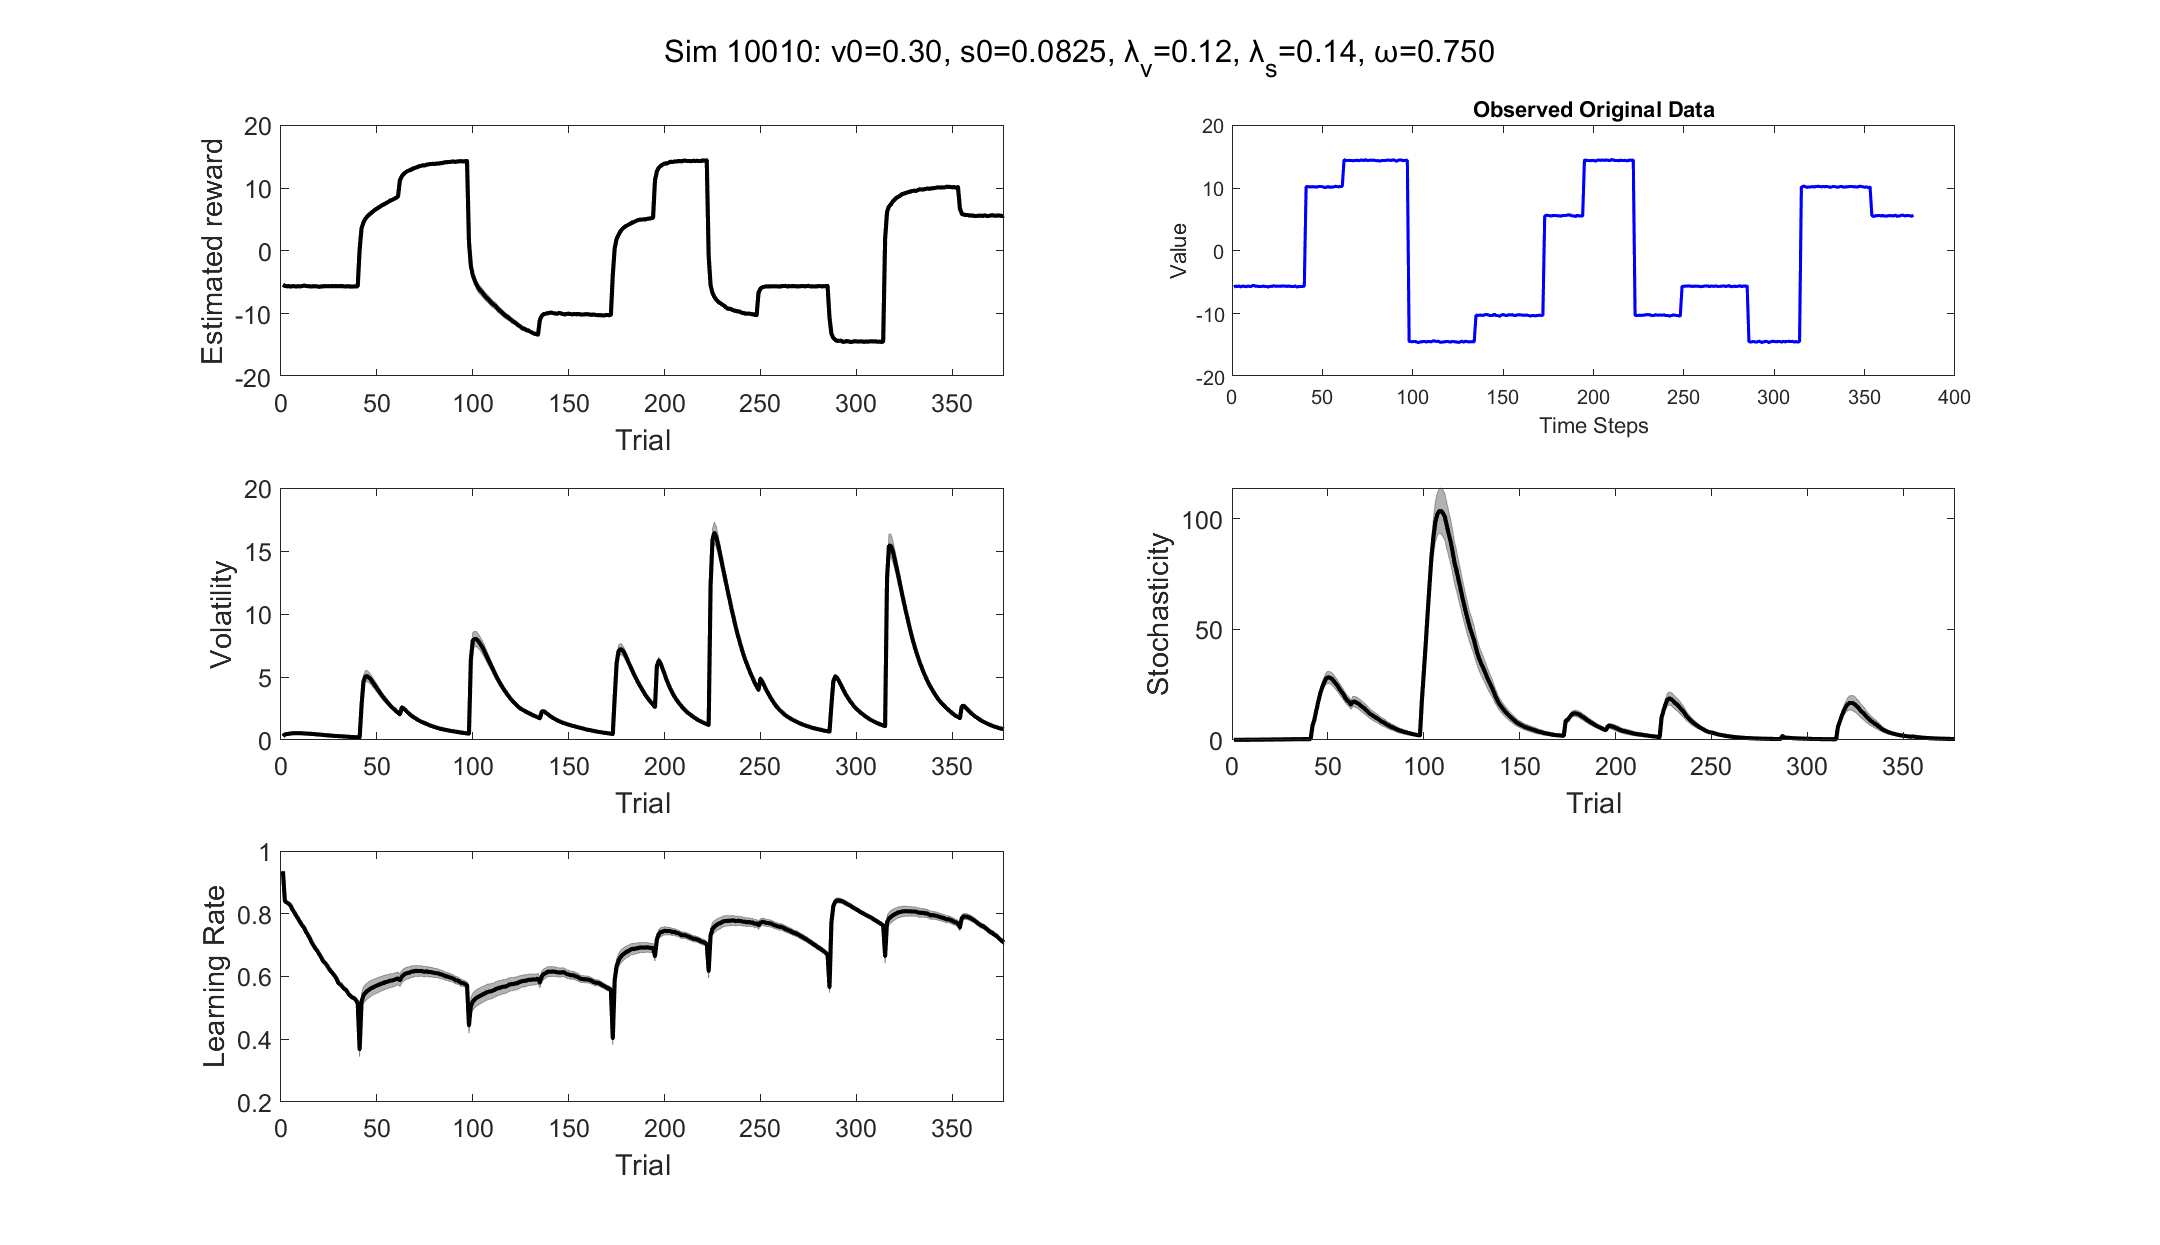 Sim 10010: v0=0.30, s0=0.0825, λ_v=0.12, λ_s=0.14, ω=0.750
Estimated reward
20
10
0
-10
-20
0 50 100 150 200 250 300 350
Trial
Observed Original Data
Value
20
10
0
-10
-20
0 50 100 150 200 250 300 350 400
Time Steps
Volatility
20
15
10
5
0
0 50 100 150 200 250 300 350
Trial
Stochasticity
100
50
0
0 50 100 150 200 250 300 350
Trial
Learning Rate
1
0.8
0.6
0.4
0.2
0 50 100 150 200 250 300 350
Trial